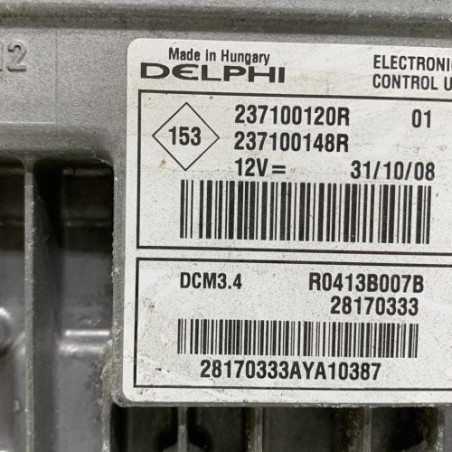 12
Made in Hungary
DELPHI
ELECTRONIC
CONTROL U
237100120R 01
153
237100148R
12V= 31/10/08
DCM3.4 R0413B007B
28170333
28170333AYA10387